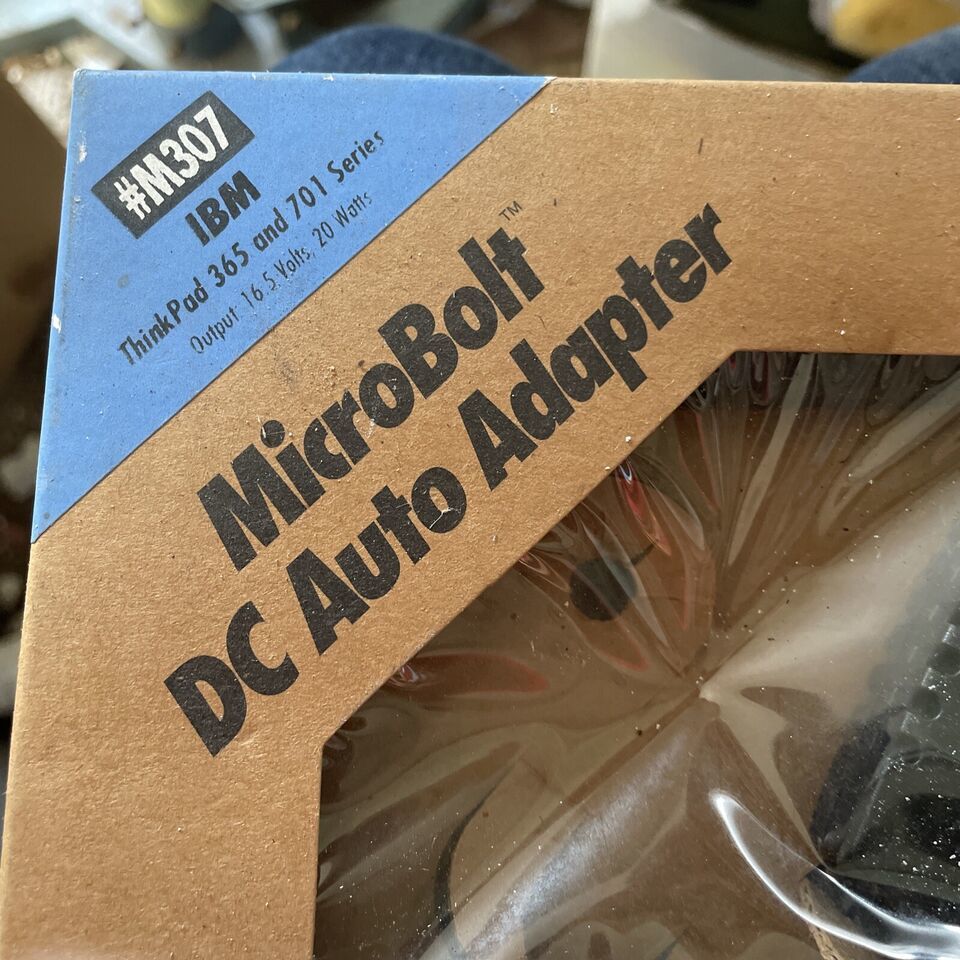 #M307
IBM
ThinkPad 365 and 701 Series
Output 16.5 Volts, 20 Watts
MicroBolt™
DC Auto Adapter